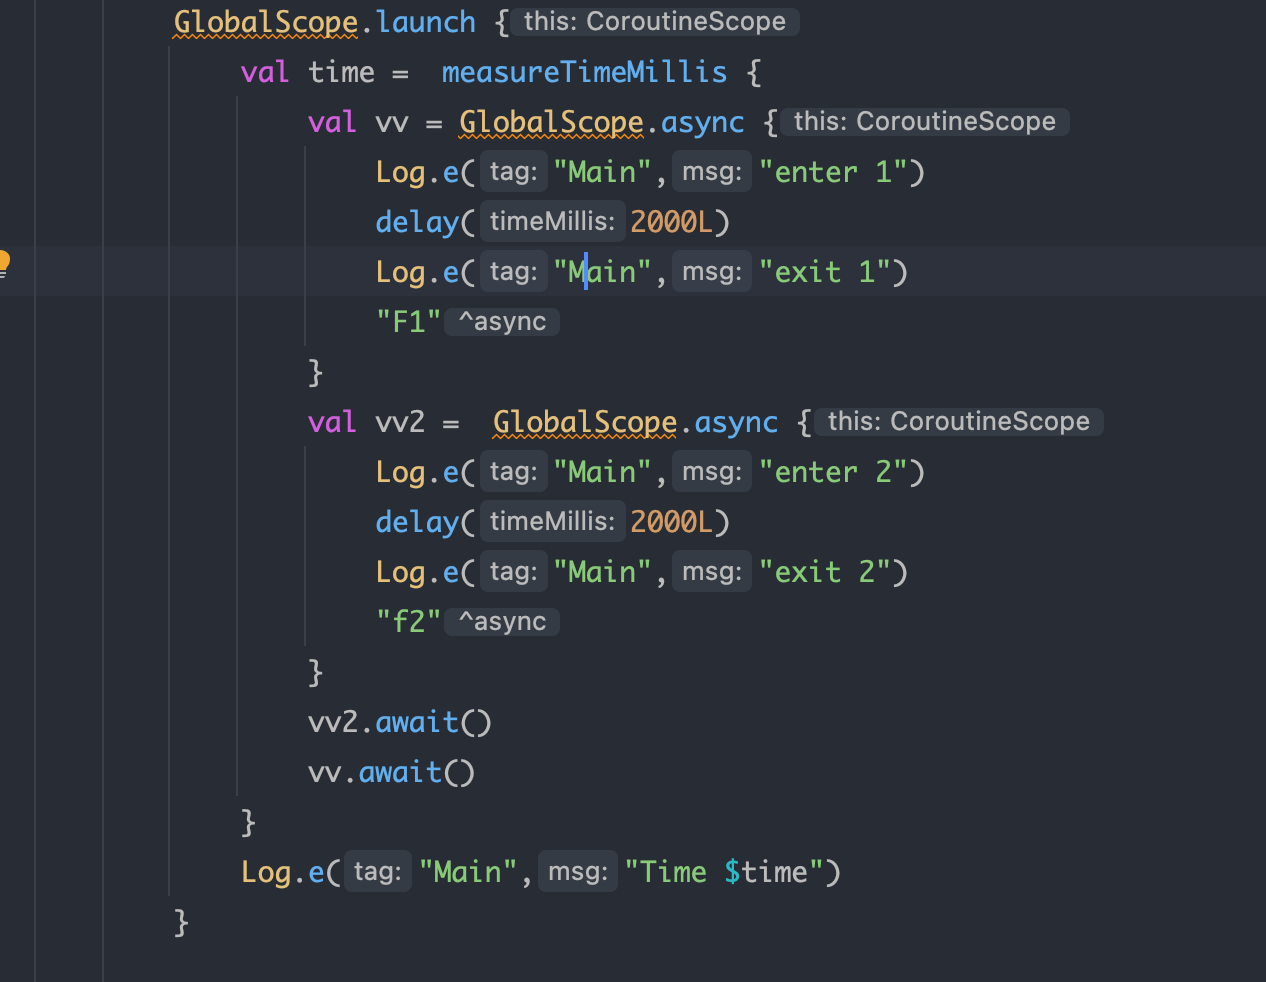 GlobalScope.launch { this: CoroutineScope
val time = measureTimeMillis {
val vv = GlobalScope.async { this: CoroutineScope
Log.e( tag: "Main", msg: "enter 1")
delay( timeMillis: 2000L)
Log.e( tag: "Main", msg: "exit 1")
"F1" ^async
}
val vv2 = GlobalScope.async { this: CoroutineScope
Log.e( tag: "Main", msg: "enter 2")
delay( timeMillis: 2000L)
Log.e( tag: "Main", msg: "exit 2")
"f2" ^async
}
vv2.await()
vv.await()
}
Log.e( tag: "Main", msg: "Time $time")
}